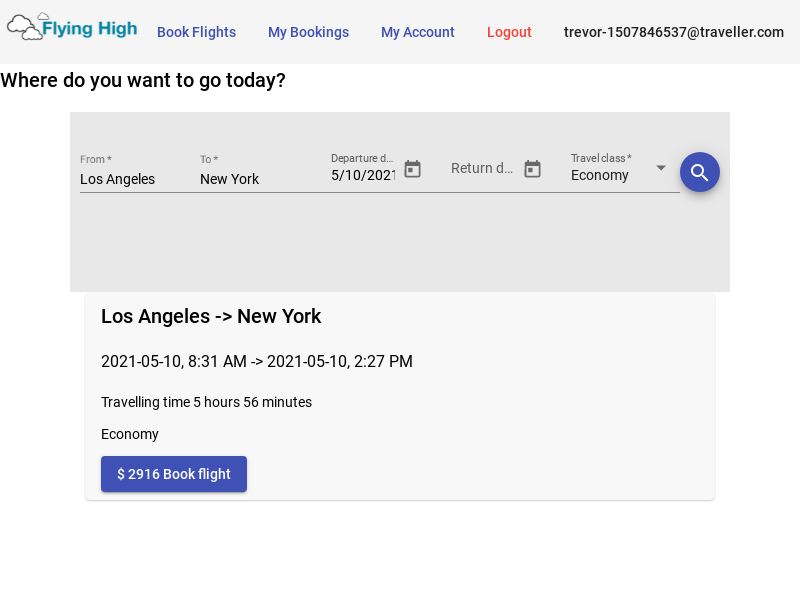 Flying High
Book Flights
My Bookings
My Account
Logout
trevor-1507846537@traveller.com
Where do you want to go today?
From *
To *
Departure d...
Travel class *
Los Angeles
New York
5/10/2021
Return d...
Economy
Los Angeles -> New York
2021-05-10, 8:31 AM -> 2021-05-10, 2:27 PM
Travelling time 5 hours 56 minutes
Economy
$ 2916 Book flight